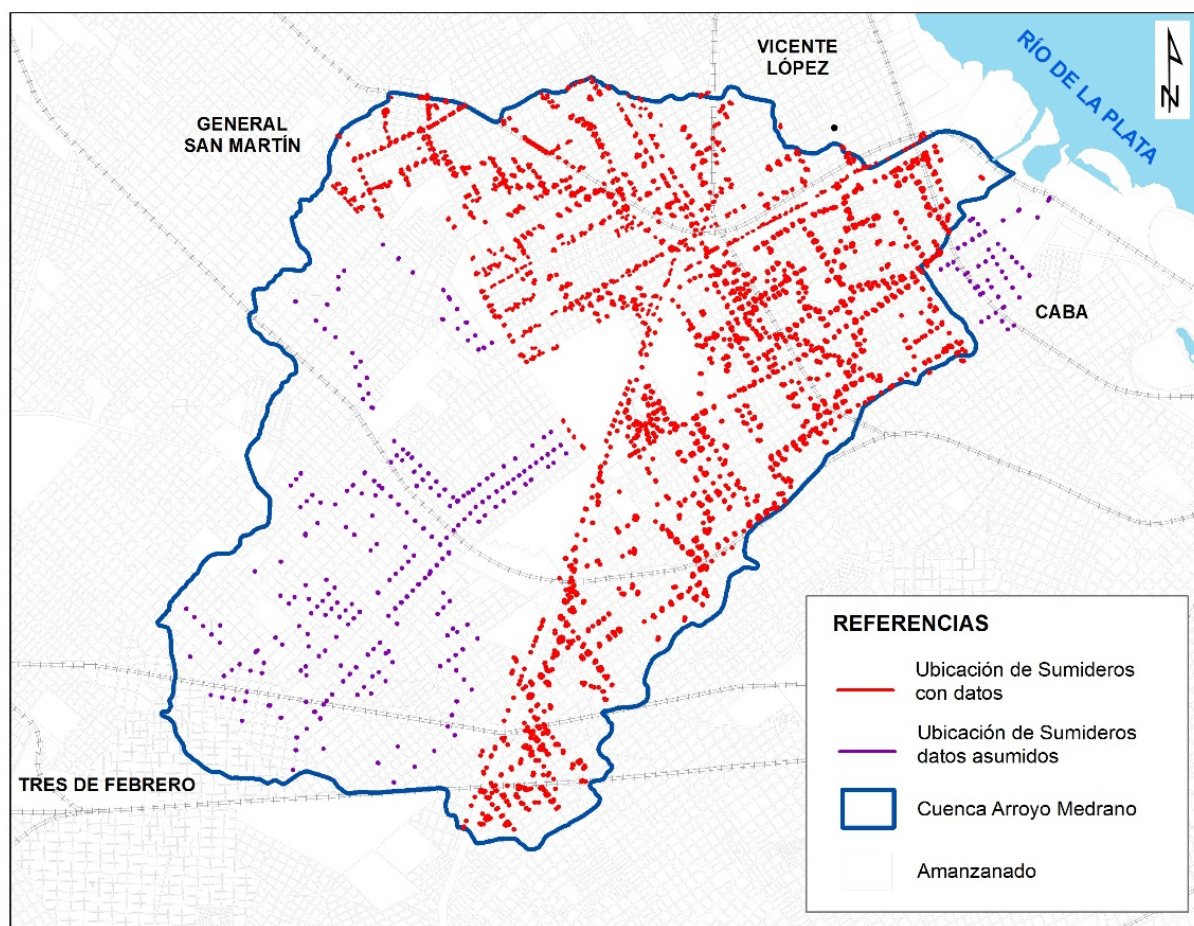 VICENTE
LÓPEZ
RÍO DE LA PLATA
N
GENERAL
SAN MARTÍN
CABA
TRES DE FEBRERO
REFERENCIAS
Ubicación de Sumideros
con datos
Ubicación de Sumideros
datos asumidos
Cuenca Arroyo Medrano
Amanzanado